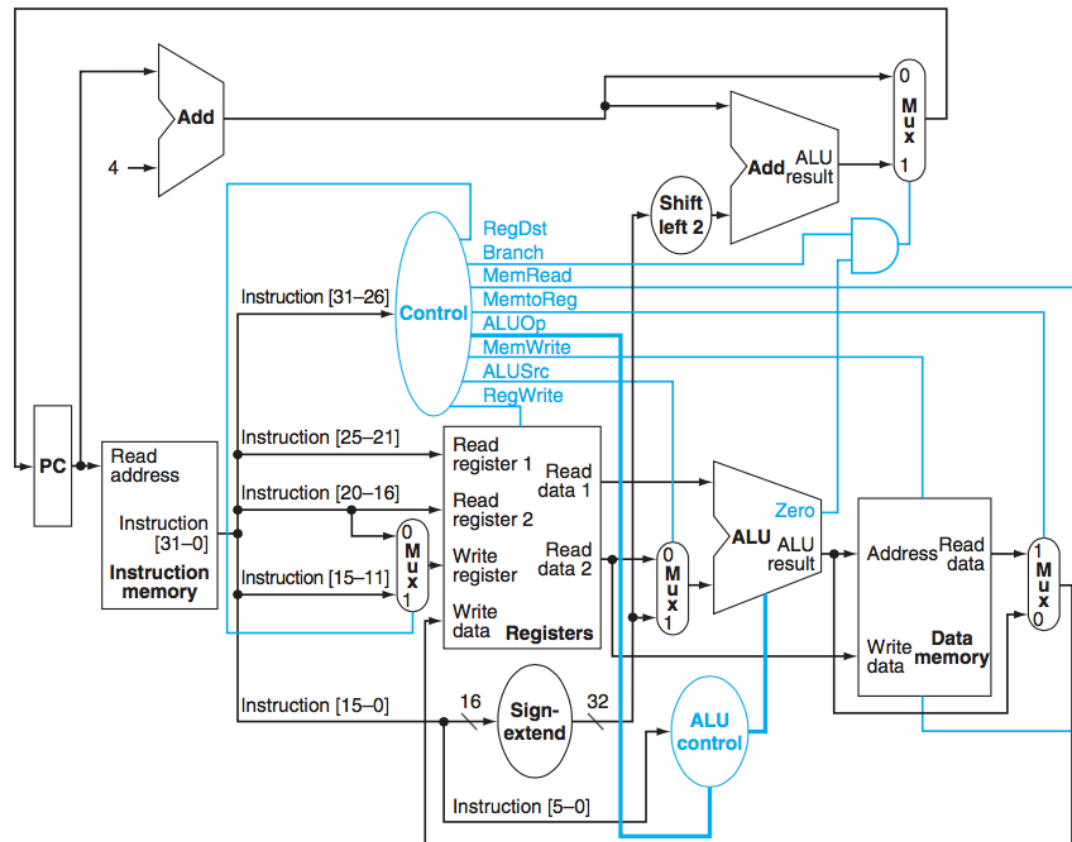 Add
4
0
M
u
x
1
Add
ALU
result
Shift
left 2
RegDst
Branch
MemRead
MemtoReg
ALUOp
MemWrite
ALUSrc
RegWrite
Control
Instruction [31–26]
Instruction [25–21]
Instruction [20–16]
Instruction [15–11]
Instruction [15–0]
Instruction [5–0]
PC
Read
address
Instruction
[31–0]
Instruction
memory
0
M
u
x
1
Read
register 1
Read
register 2
Write
register
Write
data
Read
data 1
Read
data 2
Registers
0
M
u
x
1
Zero
ALU
ALU
result
Address
Read
data
Write
data
Data
memory
1
M
u
x
0
16
Sign-
extend
32
ALU
control